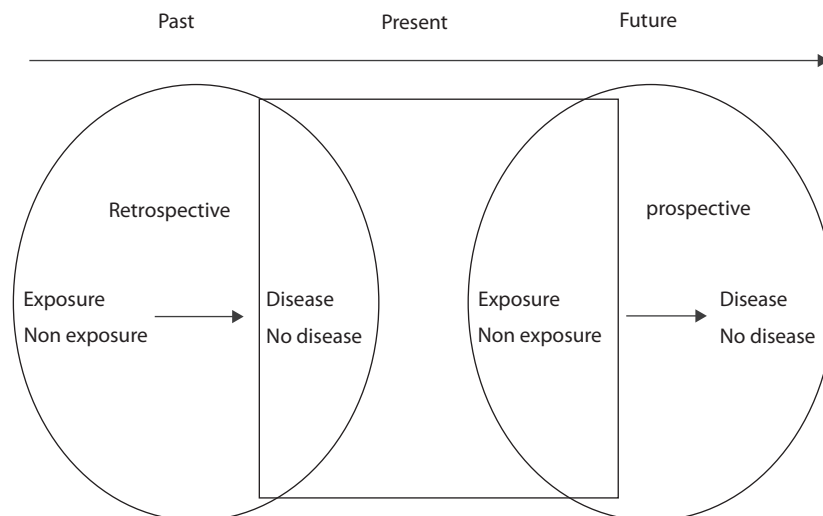 Past Present Future
Retrospective prospective
Exposure Disease Exposure Disease
Non exposure No disease Non exposure No disease